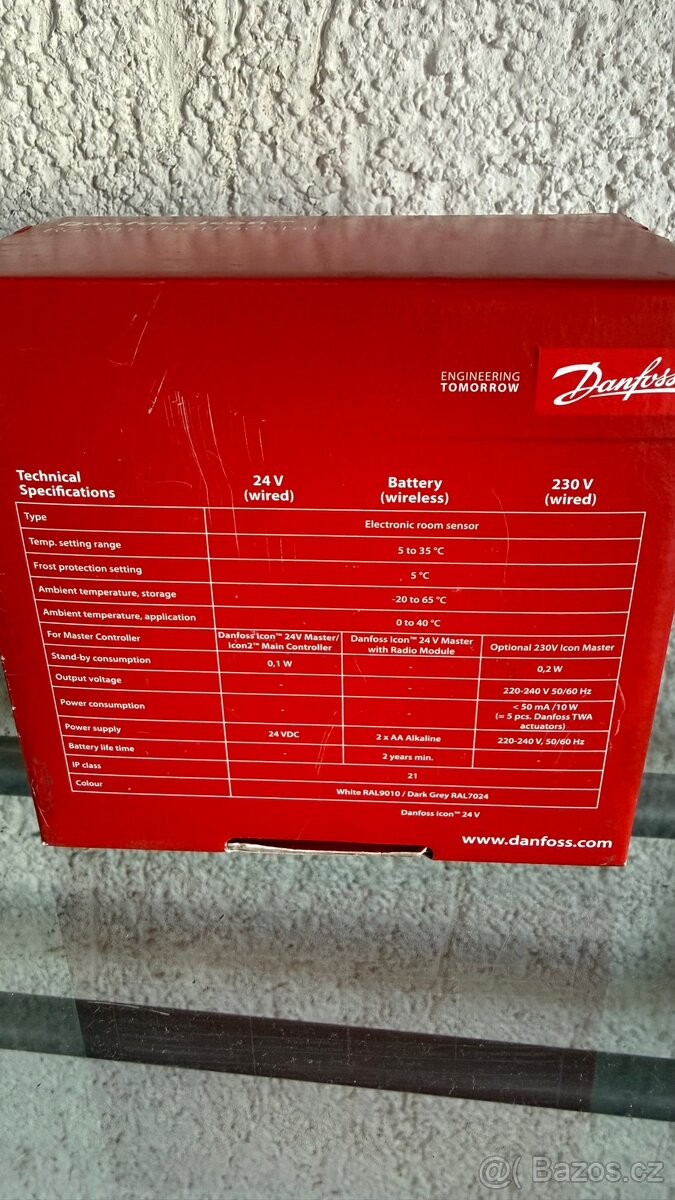 Danfoss Icon™
ENGINEERING
TOMORROW
Danfoss
Technical
Specifications
24 V
(wired)
Battery
(wireless)
230 V
(wired)
Type
Electronic room sensor
Temp. setting range
5 to 35 °C
Frost protection setting
5 °C
Ambient temperature, storage
-20 to 65 °C
Ambient temperature, application
0 to 40 °C
For Master Controller
Danfoss Icon™ 24V Master/
Icon2™ Main Controller
Danfoss Icon™ 24 V Master
with Radio Module
Optional 230V Icon Master
Stand-by consumption
0,1 W
-
0,2 W
Output voltage
-
-
220-240 V 50/60 Hz
Power consumption
-
-
< 50 mA /10 W
(= 5 pcs. Danfoss TWA
actuators)
Power supply
24 VDC
2 x AA Alkaline
220-240 V, 50/60 Hz
Battery life time
-
2 years min.
-
IP class
21
Colour
White RAL9010 / Dark Grey RAL7024
Danfoss icon™ 24 V
www.danfoss.com
@( Bazos.cz